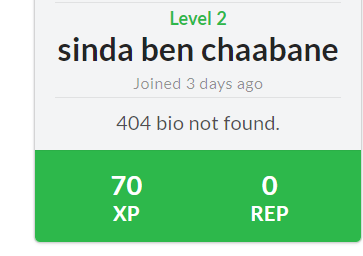 Level 2
sinda ben chaabane
Joined 3 days ago
404 bio not found.
70 0
XP REP